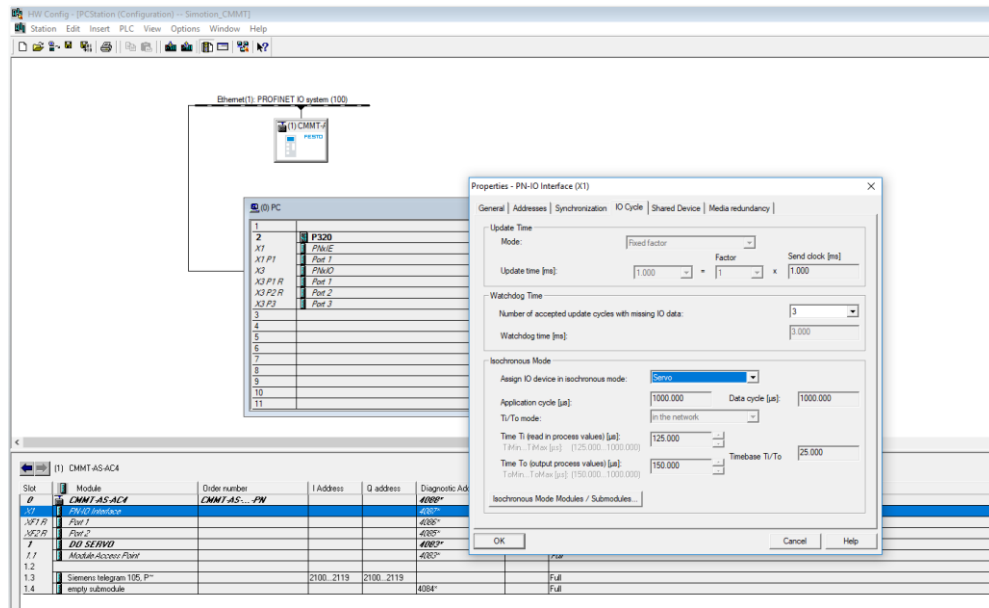 HW Config - [PCStation (Configuration) -- Simotion_CMMT]
Station Edit Insert PLC View Options Window Help
Ethernet(1): PROFINET IO system (100)
(1) CMMT-A
FESTO
(0) PC
1
2 P320
X1 PNxIE
X1 P1 Port 1
X3 PNxIO
X3 P1 R Port 1
X3 P2 R Port 2
X3 P3 Port 3
3
4
5
6
7
8
9
10
11
Properties - PN-IO Interface (X1)
General Addresses Synchronization IO Cycle Shared Device Media redundancy
Update Time
Mode: Fixed factor
Factor Send clock [ms]
Update time [ms]: 1.000 = 1 x 1.000
Watchdog Time
Number of accepted update cycles with missing IO data: 3
Watchdog time [ms]: 3.000
Isochronous Mode
Assign IO device in isochronous mode: Servo
Application cycle [µs]: 1000.000 Data cycle [µs]: 1000.000
Ti/To mode: in the network
Time Ti (read in process values) [µs]: 125.000
TiMin...TiMax [µs]: (125.000...1000.000)
Timebase Ti/To 25.000
Time To (output process values) [µs]: 150.000
ToMin...ToMax [µs]: (150.000...1000.000)
Isochronous Mode Modules / Submodules...
OK Cancel Help
(1) CMMT-AS-AC4
Slot Module Order number I Address Q address Diagnostic Add
0 CMMT-AS-AC4 CMMT-AS-...-PN 4088*
X1 PN-IO Interface 4087*
XF1 R Port 1 4086*
XF2 R Port 2 4085*
1 DO SERVO 4083*
1.1 Module Access Point 4083* Full
1.2
1.3 Siemens telegram 105, P~ 2100...2119 2100...2119 Full
1.4 empty submodule 4084* Full